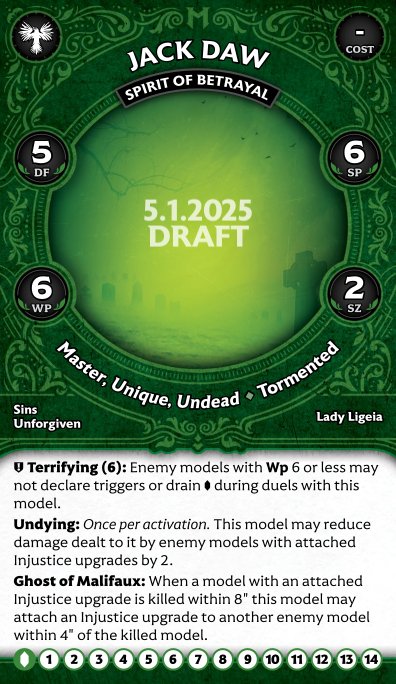 M
JACK DAW
-
COST
SPIRIT OF BETRAYAL
5
DF
6
SP
5.1.2025
DRAFT
6
WP
2
SZ
Master, Unique, Undead ◆ Tormented
Sins
Unforgiven
Lady Ligeia
Terrifying (6): Enemy models with Wp 6 or less may
not declare triggers or drain during duels with this
model.
Undying: Once per activation. This model may reduce
damage dealt to it by enemy models with attached
Injustice upgrades by 2.
Ghost of Malifaux: When a model with an attached
Injustice upgrade is killed within 8" this model may
attach an Injustice upgrade to another enemy model
within 4" of the killed model.
1 2 3 4 5 6 7 8 9 10 11 12 13 14